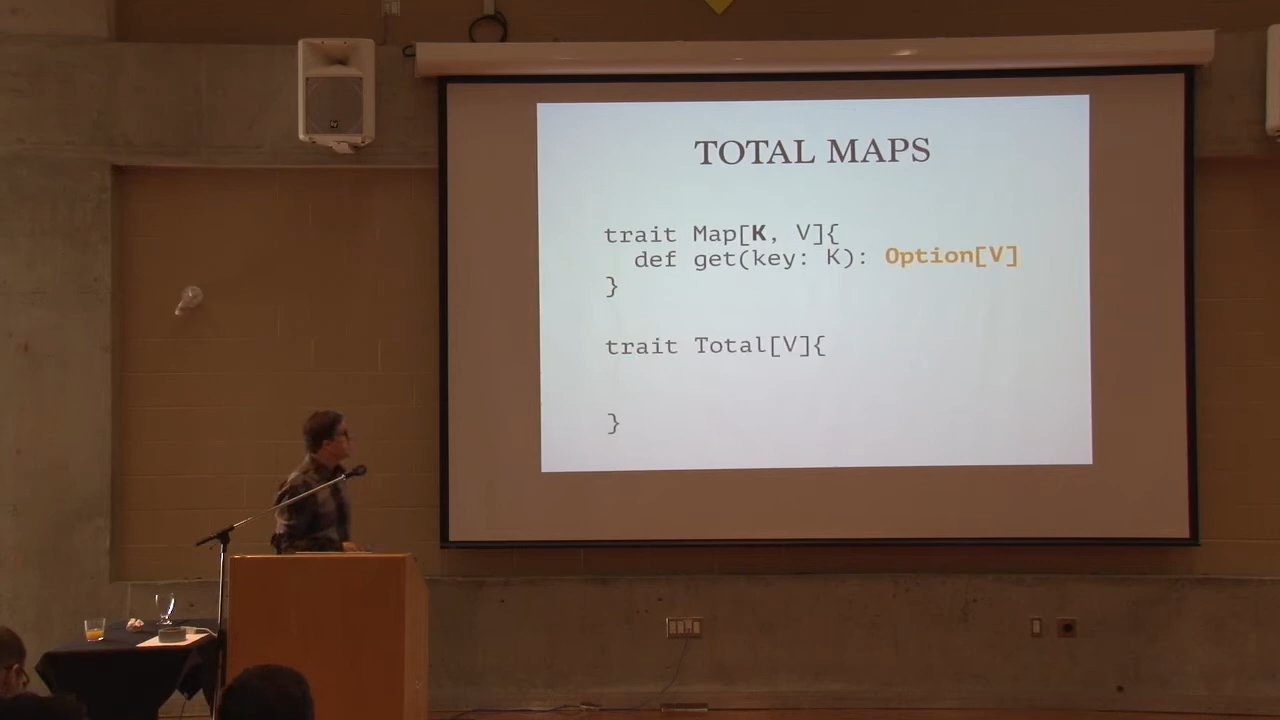 TOTAL MAPS
trait Map[K, V]{
  def get(key: K): Option[V]
}
trait Total[V]{
}